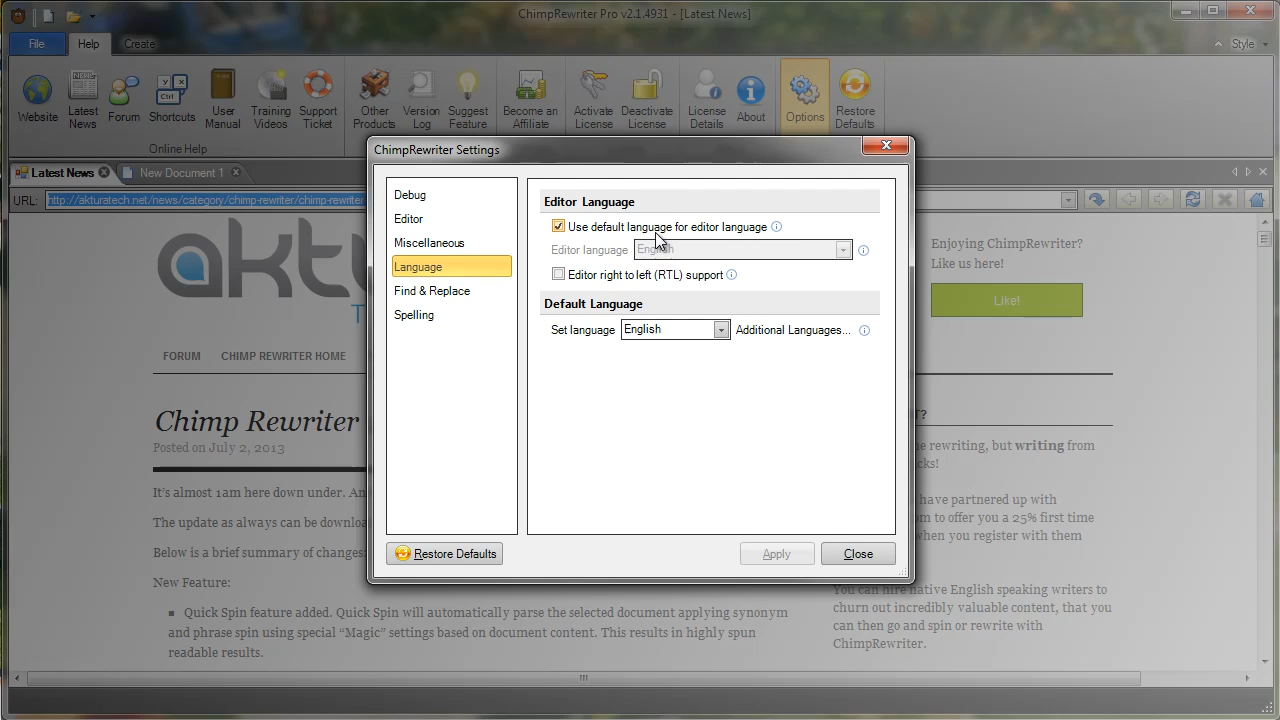 ChimpRewriter Pro v2.1.4931 - [Latest News]
File Help Create Style
Website
Latest News
Forum
Shortcuts
User Manual
Training Videos
Support Ticket
Other Products
Version Log
Suggest Feature
Become an Affiliate
Activate License
Deactivate License
License Details
About
Options
Restore Defaults
Online Help
Latest News New Document 1
URL: http://akturatech.net/news/category/chimp-rewriter/chimp-rewriter-
ChimpRewriter Settings
Debug
Editor
Miscellaneous
Language
Find & Replace
Spelling
Editor Language
Use default language for editor language
Editor language English
Editor right to left (RTL) support
Default Language
Set language English Additional Languages...
Restore Defaults Apply Close
aktu
T
Enjoying ChimpRewriter?
Like us here!
Like!
FORUM CHIMP REWRITER HOME
Chimp Rewriter
Posted on July 2, 2013
It's almost 1am here down under. An
The update as always can be downloa
Below is a brief summary of changes:
New Feature:
Quick Spin feature added. Quick Spin will automatically parse the selected document applying synonym
and phrase spin using special "Magic" settings based on document content. This results in highly spun
readable results.
T?
e rewriting, but writing from
cks!
have partnered up with
om to offer you a 25% first time
when you register with them
You can hire native English speaking writers to
churn out incredibly valuable content, that you
can then go and spin or rewrite with
ChimpRewriter.